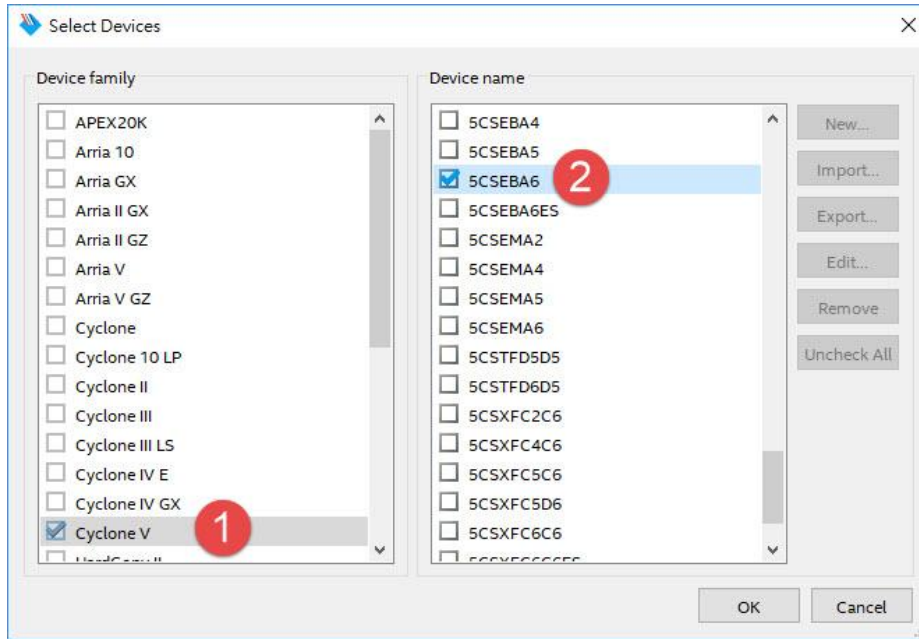 Select Devices
Device family
APEX20K
Arria 10
Arria GX
Arria II GX
Arria II GZ
Arria V
Arria V GZ
Cyclone
Cyclone 10 LP
Cyclone II
Cyclone III
Cyclone III LS
Cyclone IV E
Cyclone IV GX
Cyclone V
1
Device name
5CSEBA4
5CSEBA5
5CSEBA6
2
5CSEBA6ES
5CSEMA2
5CSEMA4
5CSEMA5
5CSEMA6
5CSTFD5D5
5CSTFD6D5
5CSXFC2C6
5CSXFC4C6
5CSXFC5C6
5CSXFC5D6
5CSXFC6C6
New...
Import...
Export...
Edit...
Remove
Uncheck All
OK
Cancel